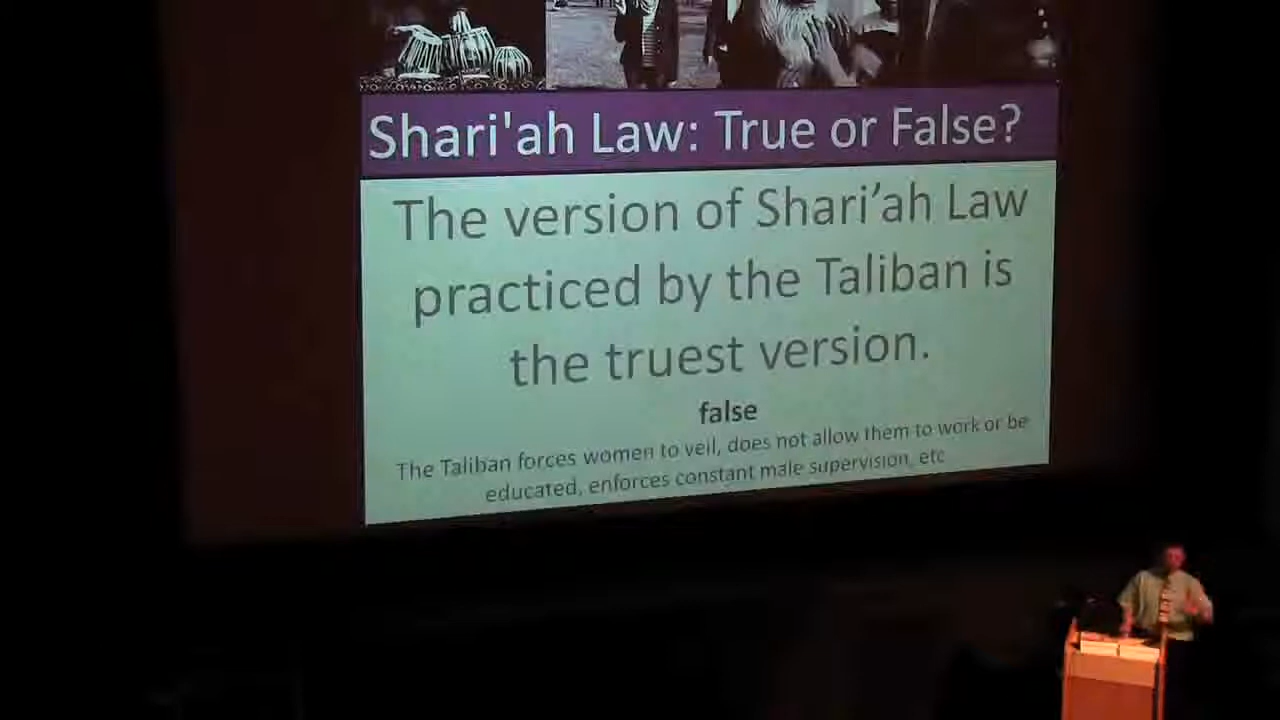 Shari'ah Law: True or False?
The version of Shari’ah Law
practiced by the Taliban is
the truest version.
false
The Taliban forces women to veil, does not allow them to work or be
educated, enforces constant male supervision, etc